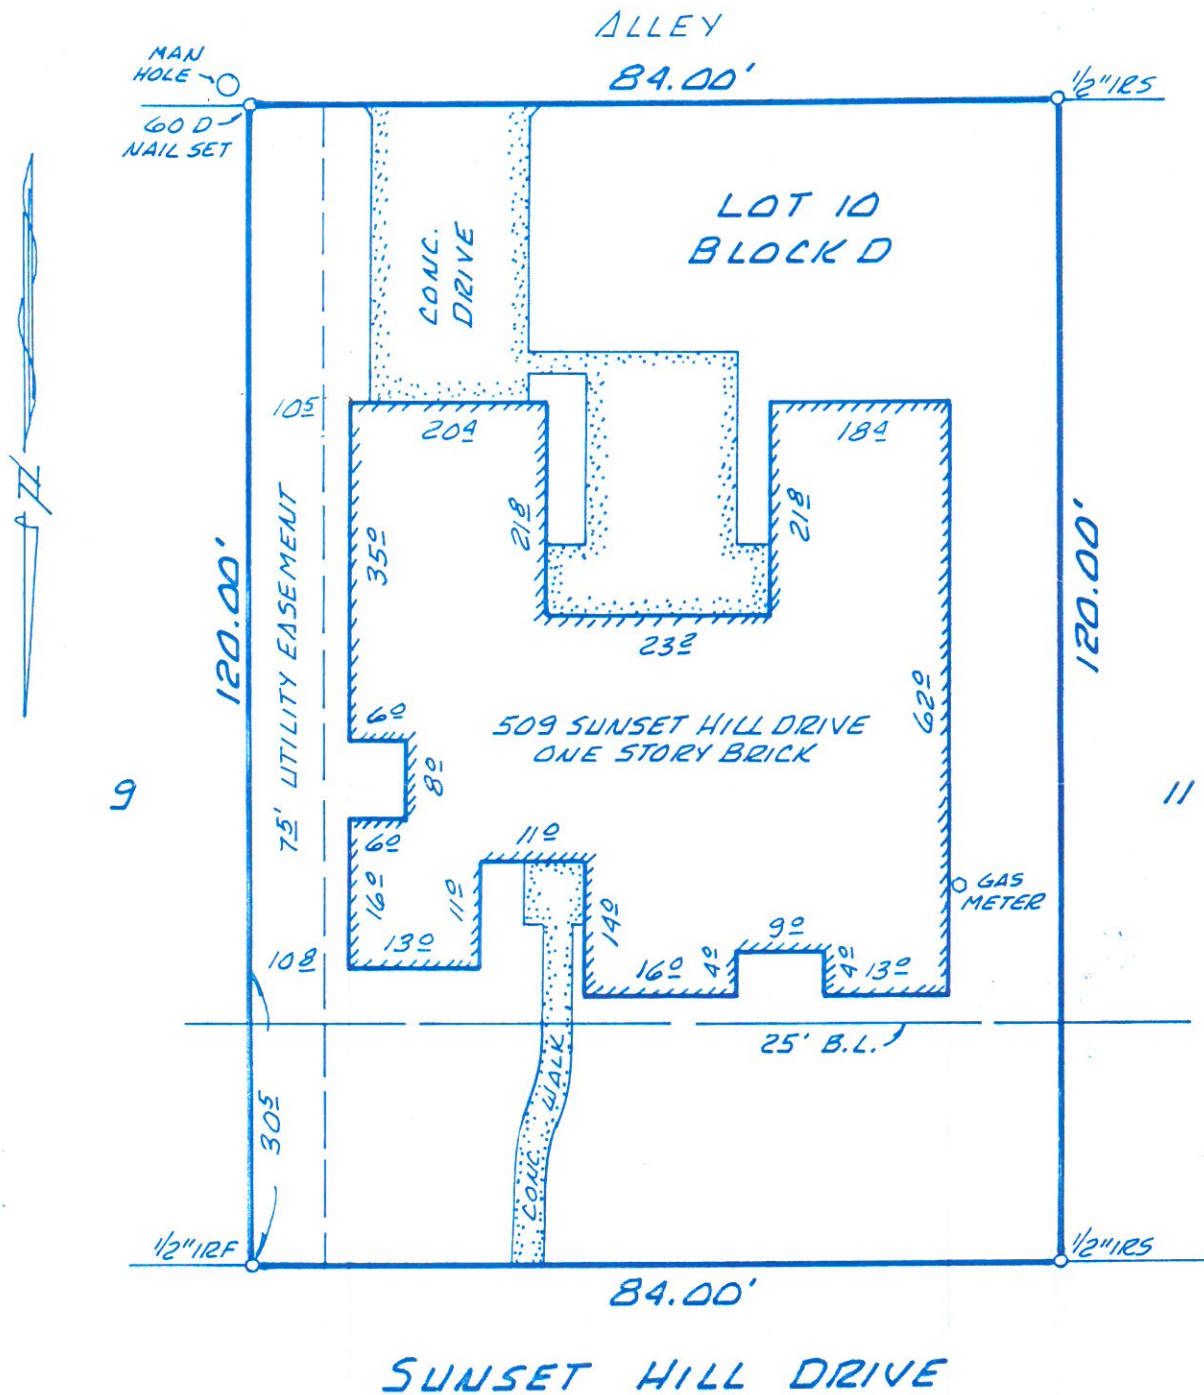 ALLEY
MAN
HOLE
84.00'
1/2" IRS
60 D
NAIL SET
LOT 10
BLOCK D
CONC.
DRIVE
10 5
20 4
18 4
21 8
21 8
35 0
N
120.00'
120.00'
7 5' UTILITY EASEMENT
23 2
62 0
6 0
509 SUNSET HILL DRIVE
ONE STORY BRICK
8 0
9
11
6 0
11 0
16 0
11 0
14 0
GAS
METER
9 0
13 0
10 8
16 0
4 0
4 0
13 0
25' B.L.
CONC. WALK
30 5
1/2" IRF
1/2" IRS
84.00'
SUNSET HILL DRIVE